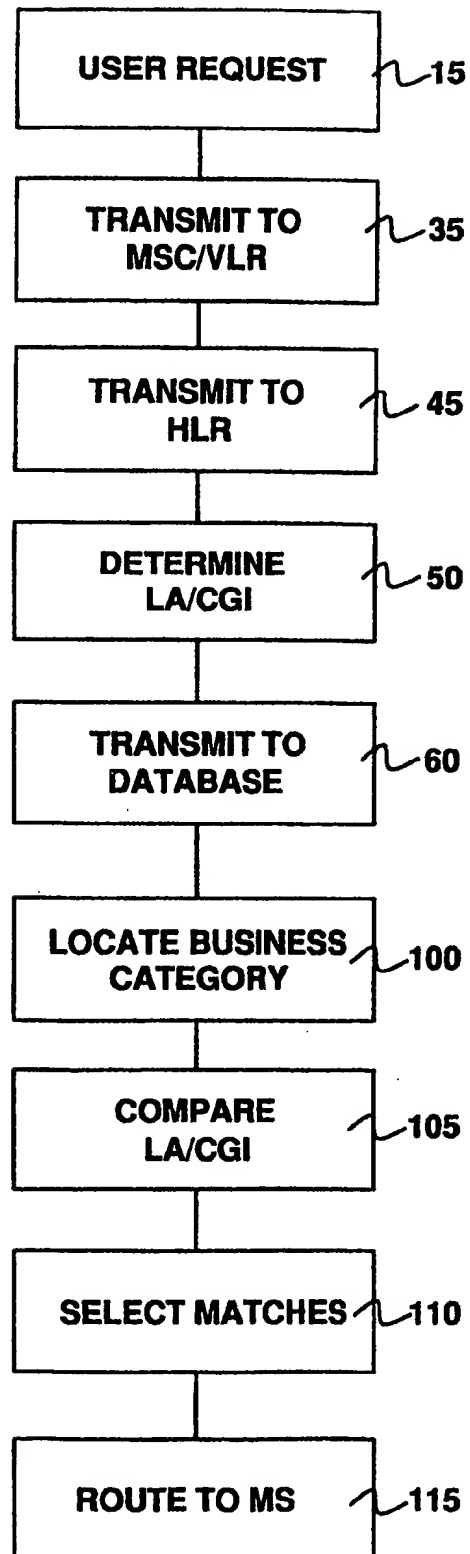 USER REQUEST
15
TRANSMIT TO
MSC/VLR
35
TRANSMIT TO
HLR
45
DETERMINE
LA/CGI
50
TRANSMIT TO
DATABASE
60
LOCATE BUSINESS
CATEGORY
100
COMPARE
LA/CGI
105
SELECT MATCHES
110
ROUTE TO MS
115